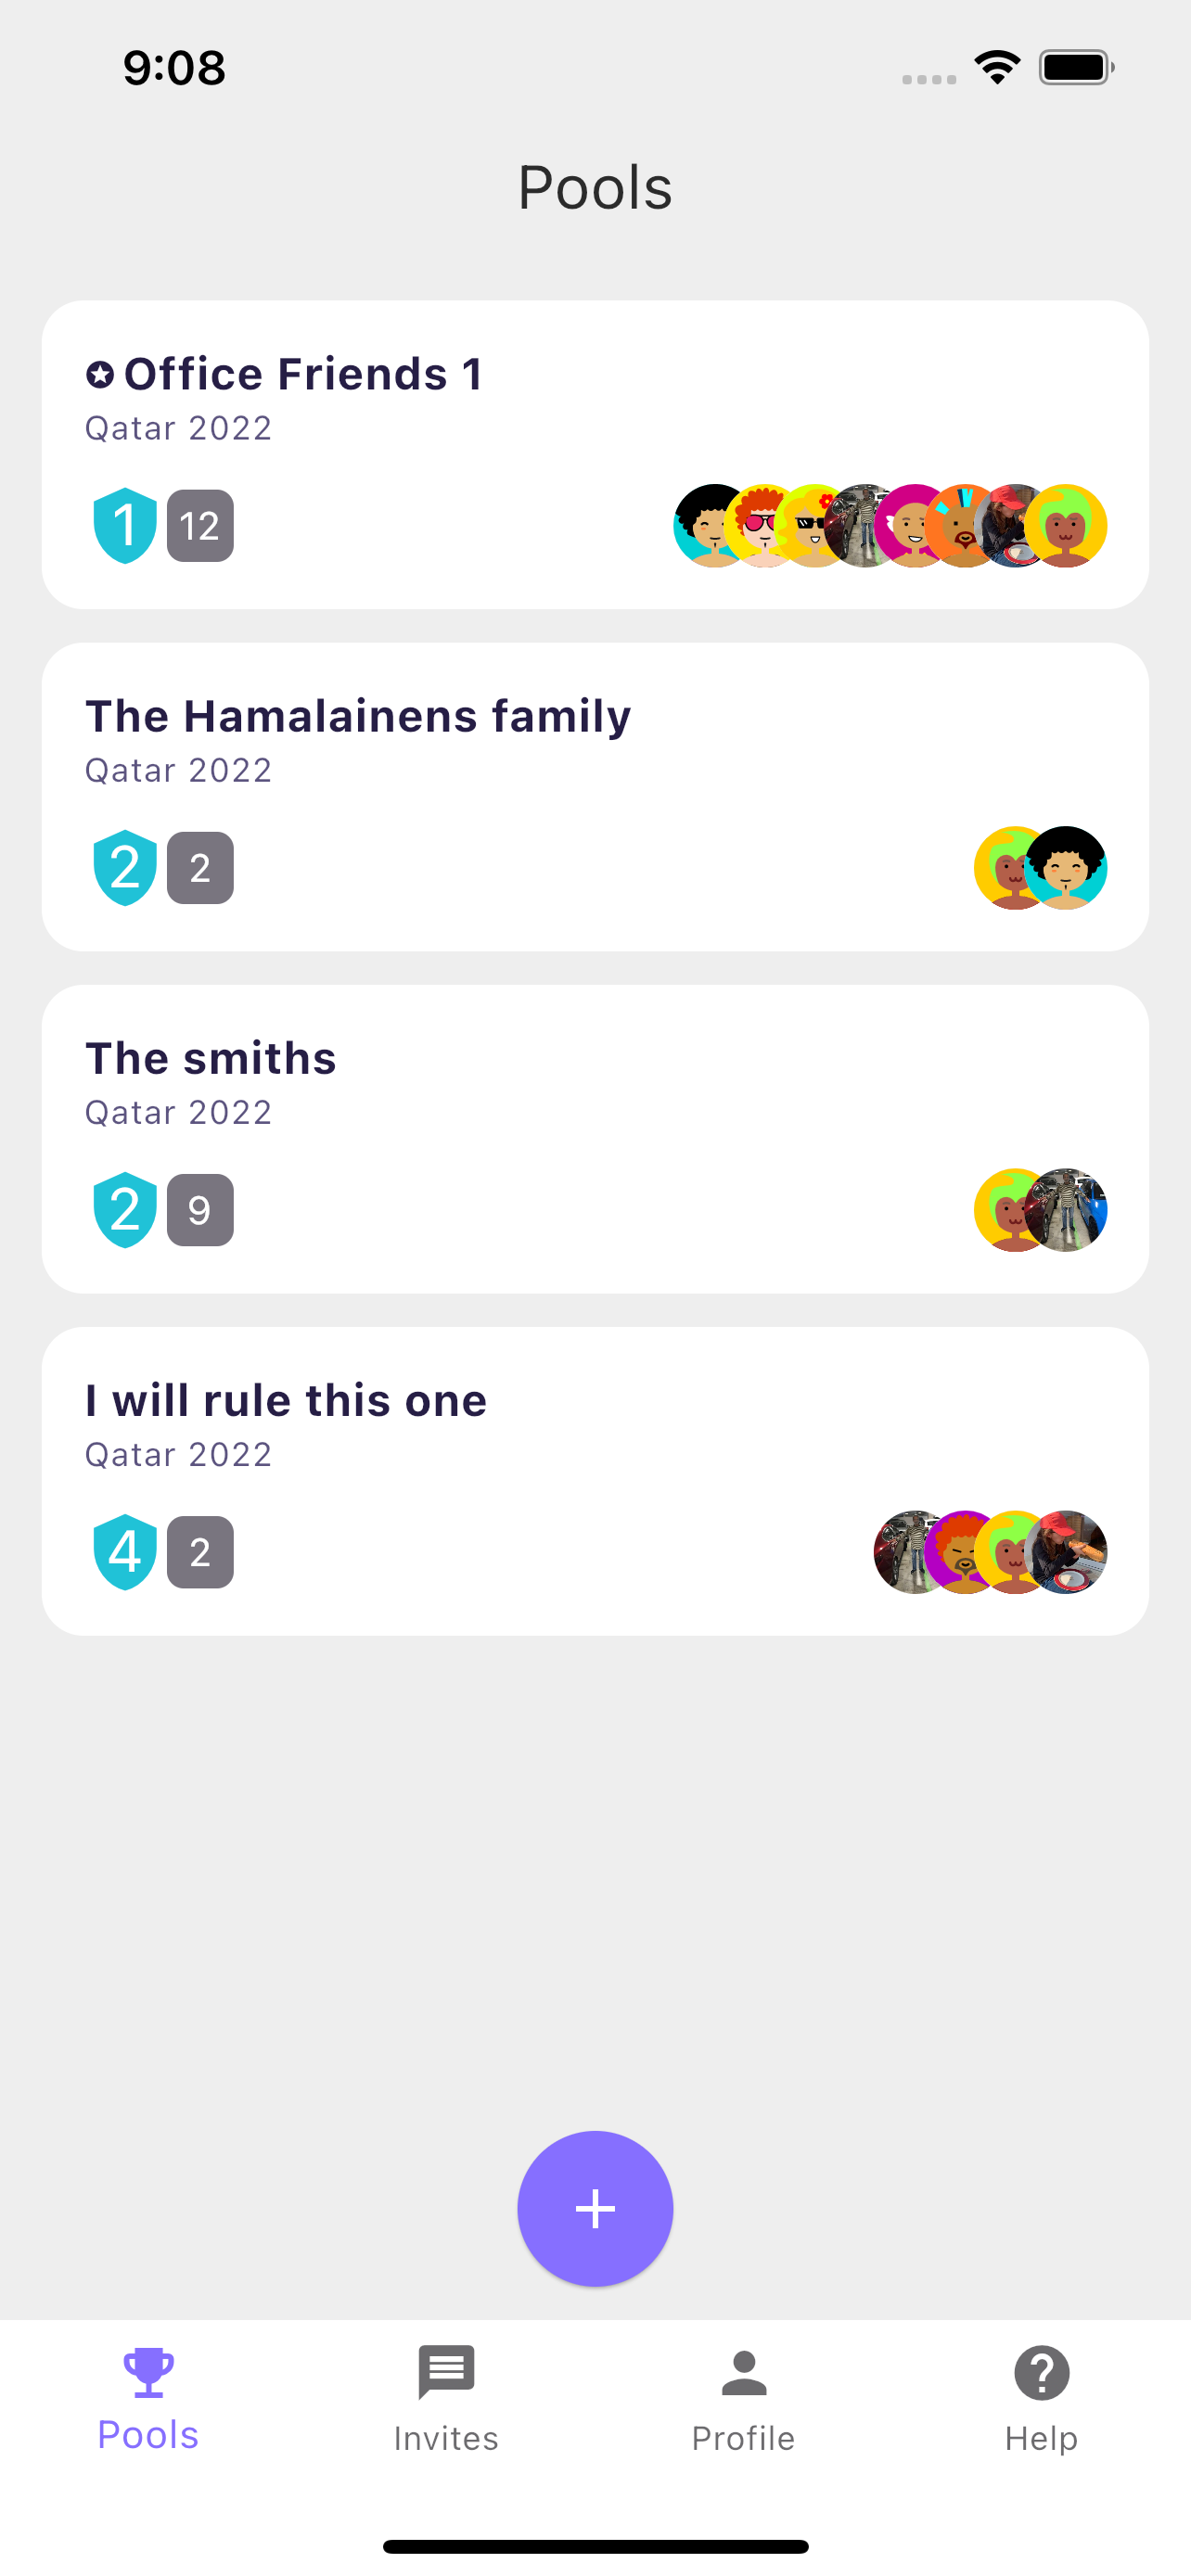 9:08
Pools
Office Friends 1
Qatar 2022
1 12
The Hamalainens family
Qatar 2022
2 2
The smiths
Qatar 2022
2 9
I will rule this one
Qatar 2022
4 2
+
Pools Invites Profile Help